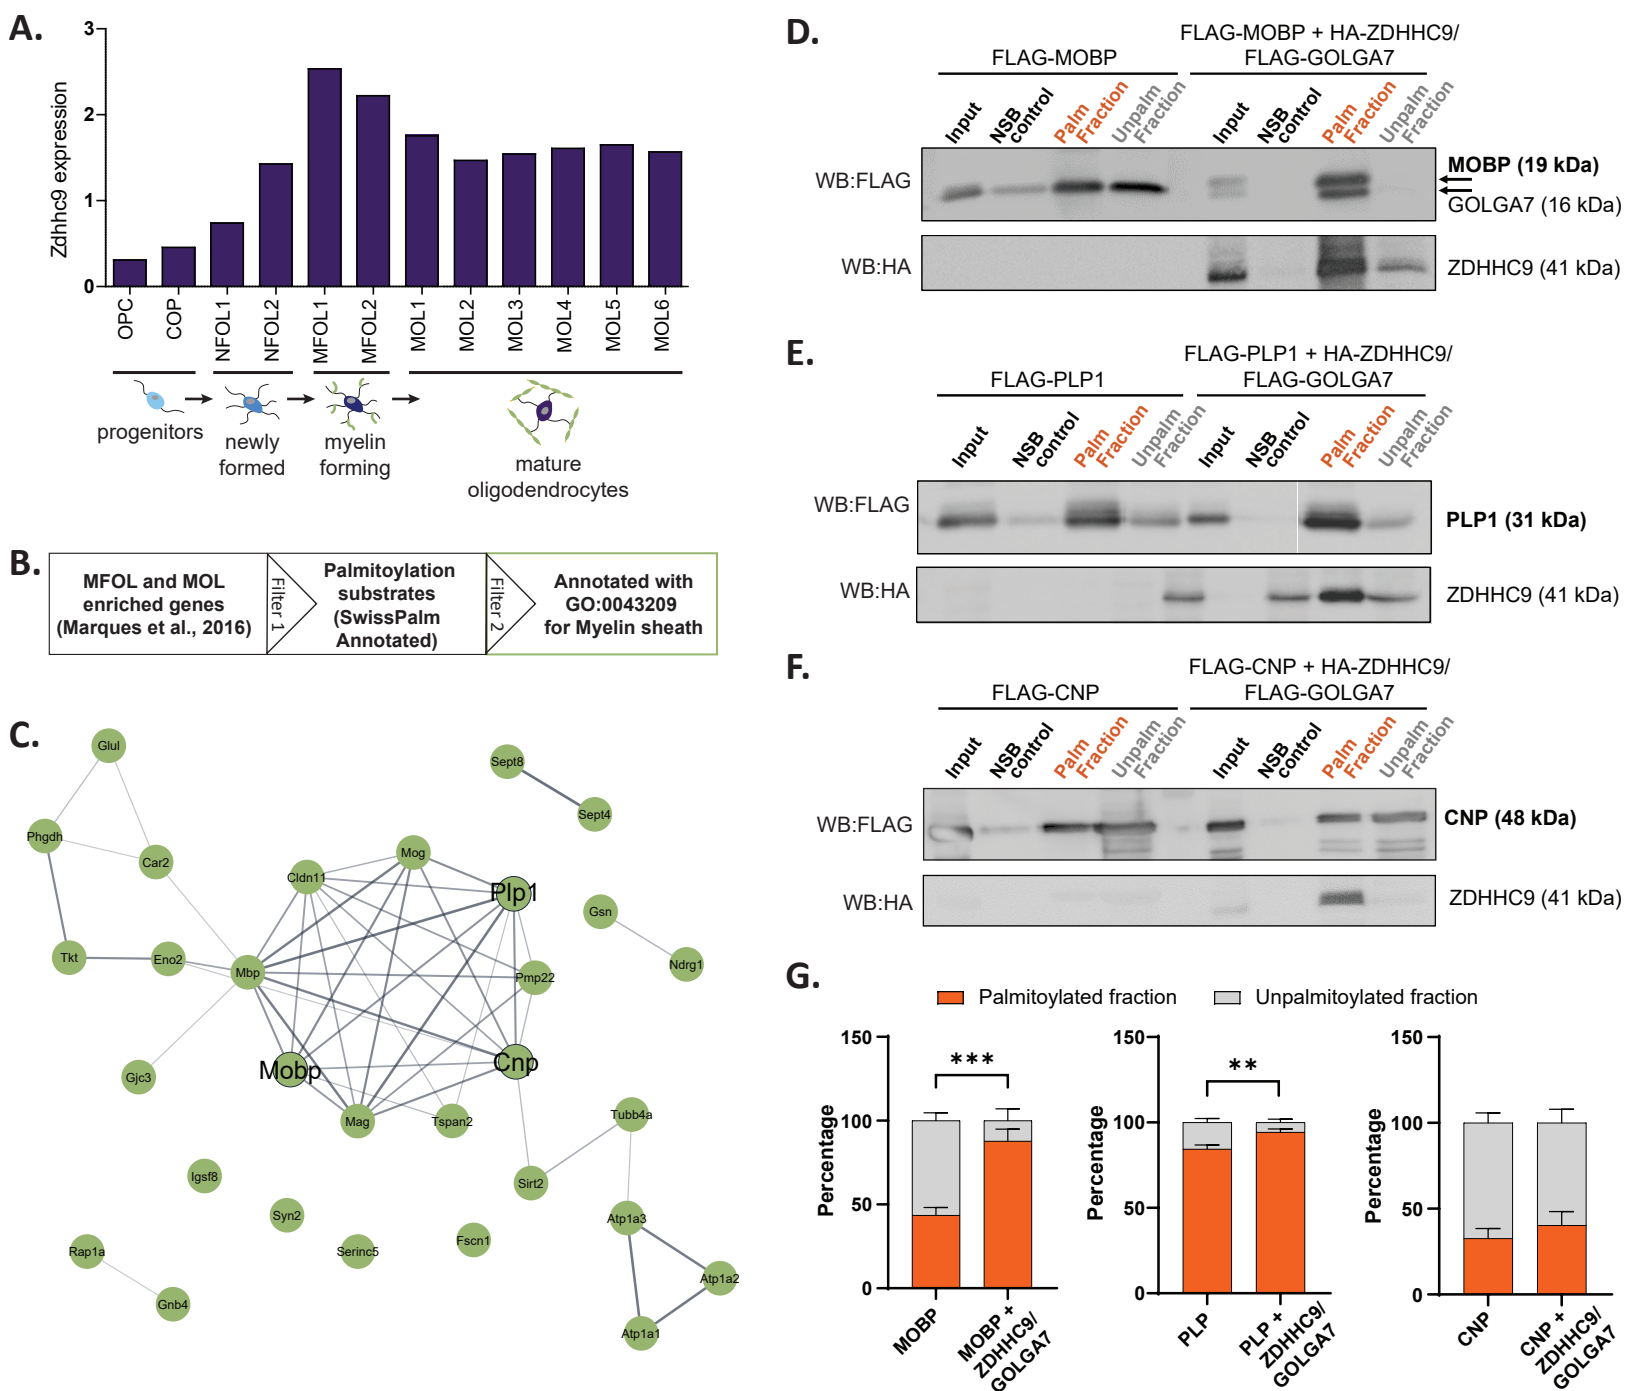 A.
3
2
1
0
Zdhhc9 expression
OPC
COP
NFOL1
NFOL2
MFOL1
MFOL2
MOL1
MOL2
MOL3
MOL4
MOL5
MOL6
progenitors
newly
formed
myelin
forming
mature
oligodendrocytes
B.
MFOL and MOL
enriched genes
(Marques et al., 2016)
Filter 1
Palmitoylation
substrates
(SwissPalm
Annotated)
Filter 2
Annotated with
GO:0043209
for Myelin sheath
C.
Glul
Phgdh
Car2
Tkt
Eno2
Mbp
Gjc3
Cldn11
Mog
Plp1
Pmp22
Cnp
Mobp
Mag
Tspan2
Sept8
Sept4
Gsn
Ndrg1
Tubb4a
Sirt2
Atp1a3
Atp1a2
Atp1a1
Igsf8
Syn2
Serinc5
Fscn1
Rap1a
Gnb4
D.
FLAG-MOBP
FLAG-MOBP + HA-ZDHHC9/
FLAG-GOLGA7
Input
NSB
control
Palm
Fraction
Unpalm
Fraction
Input
NSB
control
Palm
Fraction
Unpalm
Fraction
WB:FLAG
MOBP (19 kDa)
GOLGA7 (16 kDa)
WB:HA
ZDHHC9 (41 kDa)
E.
FLAG-PLP1
FLAG-PLP1 + HA-ZDHHC9/
FLAG-GOLGA7
Input
NSB
control
Palm
Fraction
Unpalm
Fraction
Input
NSB
control
Palm
Fraction
Unpalm
Fraction
WB:FLAG
PLP1 (31 kDa)
WB:HA
ZDHHC9 (41 kDa)
F.
FLAG-CNP
FLAG-CNP + HA-ZDHHC9/
FLAG-GOLGA7
Input
NSB
control
Palm
Fraction
Unpalm
Fraction
Input
NSB
control
Palm
Fraction
Unpalm
Fraction
WB:FLAG
CNP (48 kDa)
WB:HA
ZDHHC9 (41 kDa)
G.
Palmitoylated fraction
Unpalmitoylated fraction
150
100
50
0
Percentage
***
MOBP
MOBP +
ZDHHC9/
GOLGA7
150
100
50
0
Percentage
**
PLP
PLP +
ZDHHC9/
GOLGA7
150
100
50
0
Percentage
CNP
CNP +
ZDHHC9/
GOLGA7